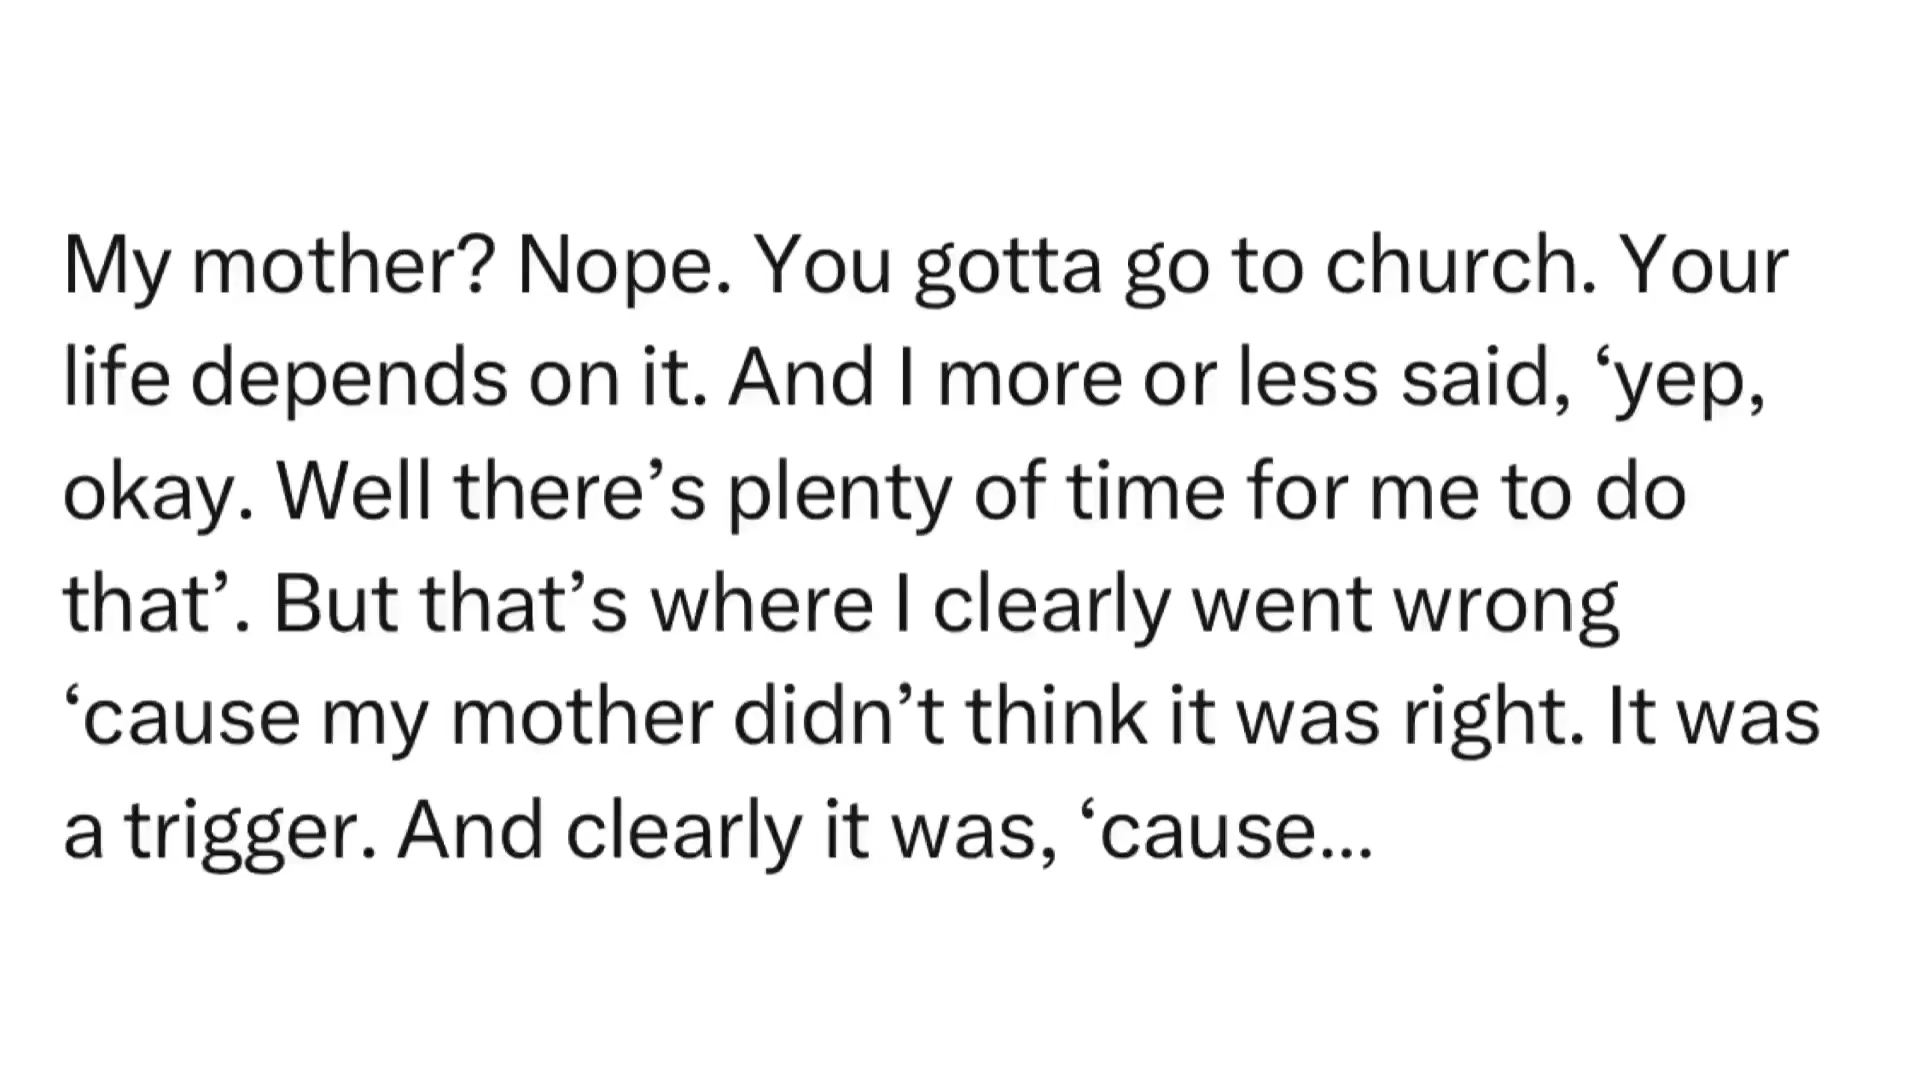 My mother? Nope. You gotta go to church. Your
life depends on it. And I more or less said, ‘yep,
okay. Well there’s plenty of time for me to do
that’. But that’s where I clearly went wrong
‘cause my mother didn’t think it was right. It was
a trigger. And clearly it was, ‘cause...